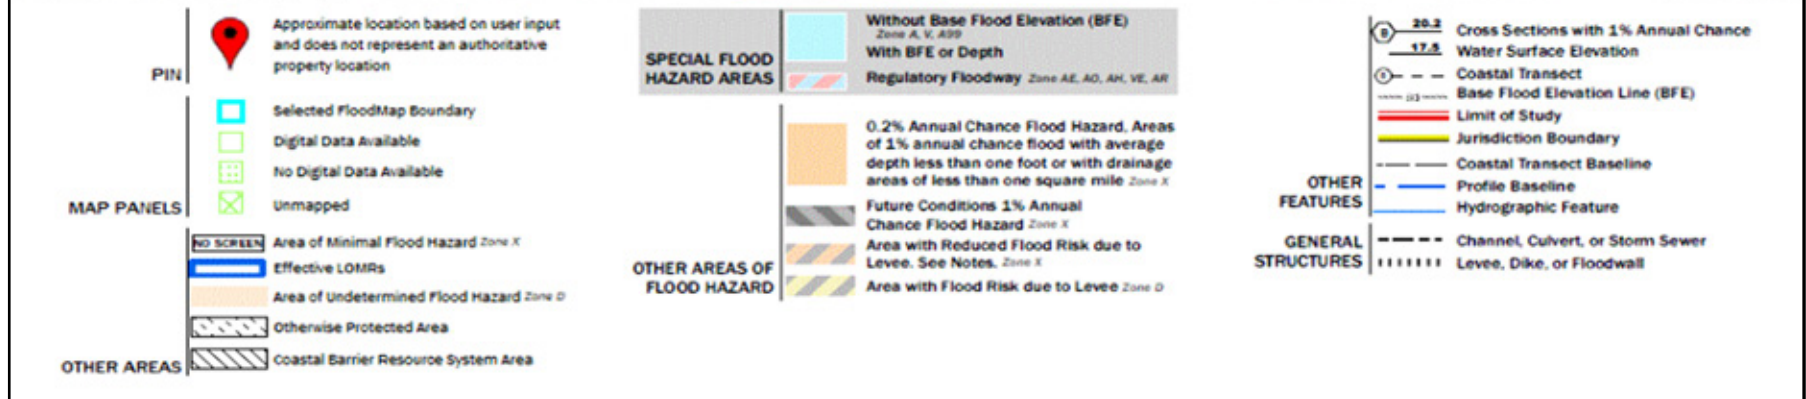 PIN
Approximate location based on user input
and does not represent an authoritative
property location
MAP PANELS
Selected FloodMap Boundary
Digital Data Available
No Digital Data Available
Unmapped
OTHER AREAS
NO SCREEN Area of Minimal Flood Hazard Zone X
Effective LOMRs
Area of Undetermined Flood Hazard Zone D
Otherwise Protected Area
Coastal Barrier Resource System Area
SPECIAL FLOOD
HAZARD AREAS
Without Base Flood Elevation (BFE)
Zone A, V, A99
With BFE or Depth
Regulatory Floodway Zone AE, AO, AH, VE, AR
OTHER AREAS OF
FLOOD HAZARD
0.2% Annual Chance Flood Hazard, Areas
of 1% annual chance flood with average
depth less than one foot or with drainage
areas of less than one square mile Zone X
Future Conditions 1% Annual
Chance Flood Hazard Zone X
Area with Reduced Flood Risk due to
Levee. See Notes. Zone X
Area with Flood Risk due to Levee Zone D
OTHER
FEATURES
B 20.2 Cross Sections with 1% Annual Chance
17.5 Water Surface Elevation
Coastal Transect
Base Flood Elevation Line (BFE)
Limit of Study
Jurisdiction Boundary
Coastal Transect Baseline
Profile Baseline
Hydrographic Feature
GENERAL
STRUCTURES
Channel, Culvert, or Storm Sewer
Levee, Dike, or Floodwall